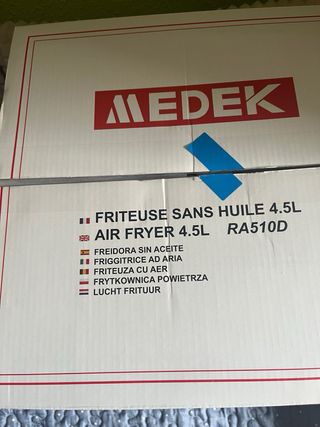 MEDEK
FRITEUSE SANS HUILE 4.5L
AIR FRYER 4.5L RA510D
FREIDORA SIN ACEITE
FRIGGITRICE AD ARIA
FRITEUZA CU AER
FRYTKOWNICA POWIETRZA
LUCHT FRITUUR